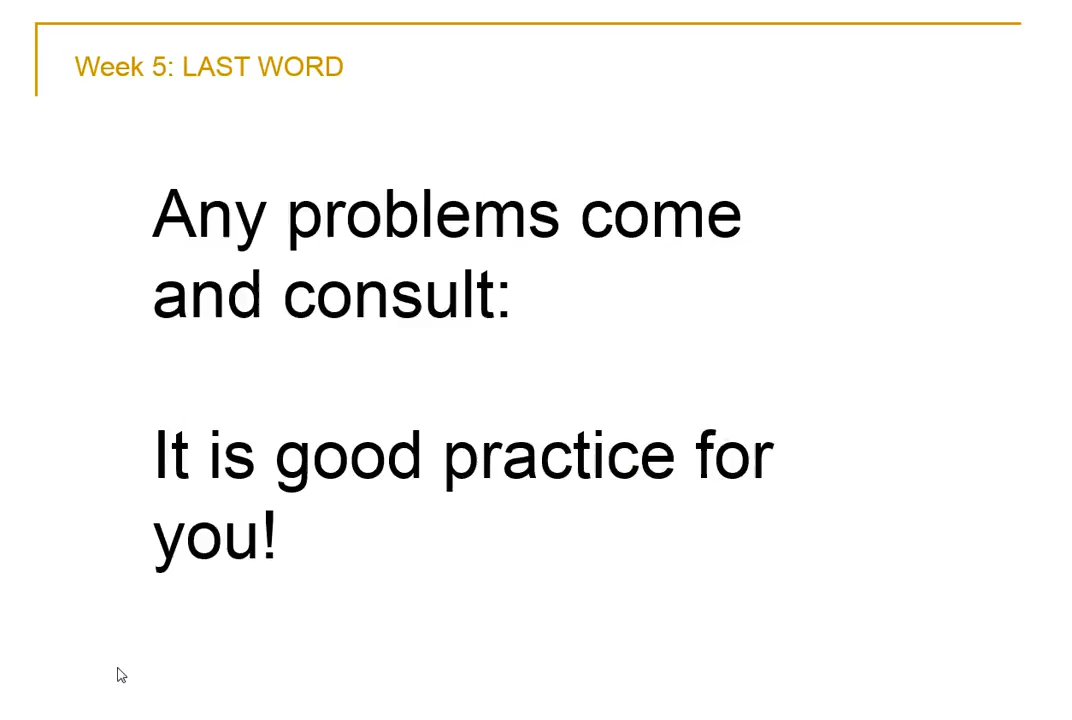 Week 5: LAST WORD
Any problems come
and consult:
It is good practice for
you!